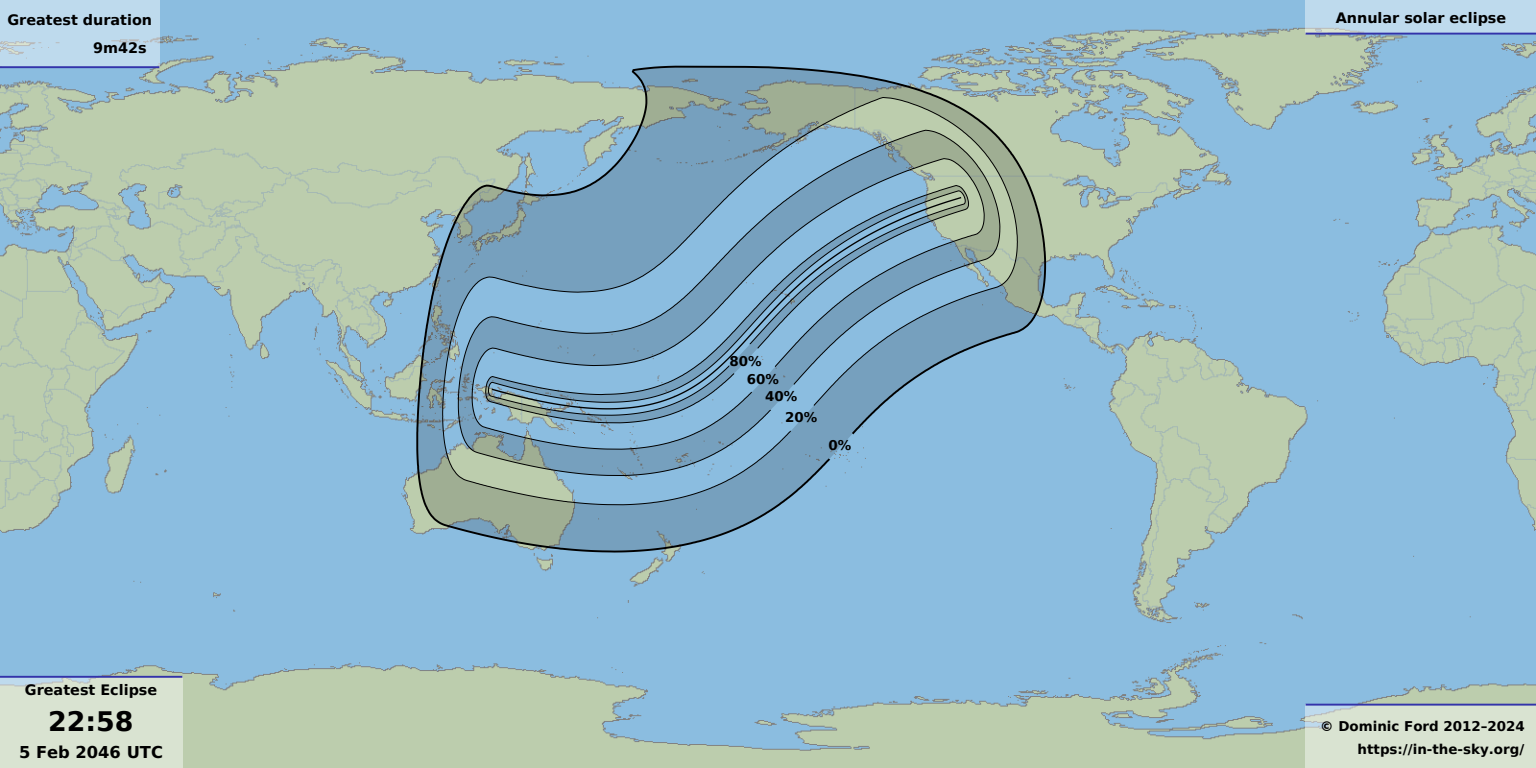 Greatest duration
9m42s
Annular solar eclipse
80%
60%
40%
20%
0%
Greatest Eclipse
22:58
5 Feb 2046 UTC
© Dominic Ford 2012–2024
https://in-the-sky.org/